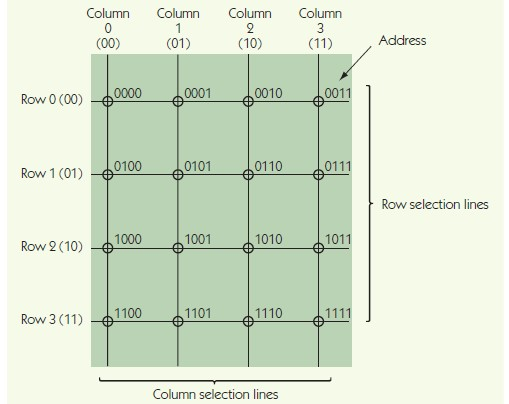 Column Column Column Column
0 1 2 3
(00) (01) (10) (11)
Address
Row 0 (00) 0000 0001 0010 0011
Row 1 (01) 0100 0101 0110 0111
Row selection lines
Row 2 (10) 1000 1001 1010 1011
Row 3 (11) 1100 1101 1110 1111
Column selection lines